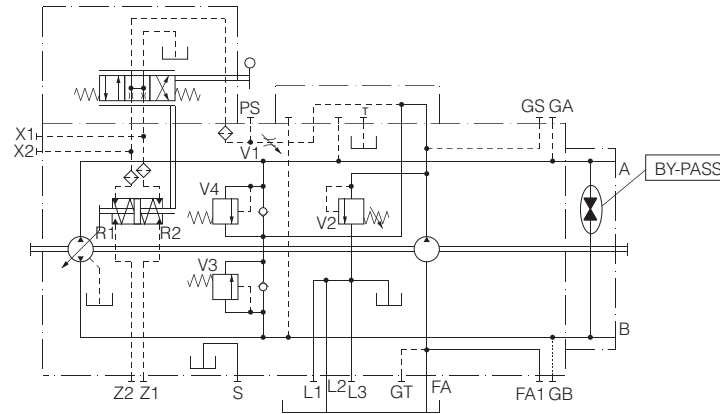 PS
T
GS GA
X1
X2
V1
A
BY-PASS
V4
V2
R1 R2
V3
B
Z2 Z1
S
L1 L2 L3
GT
FA
FA1 GB